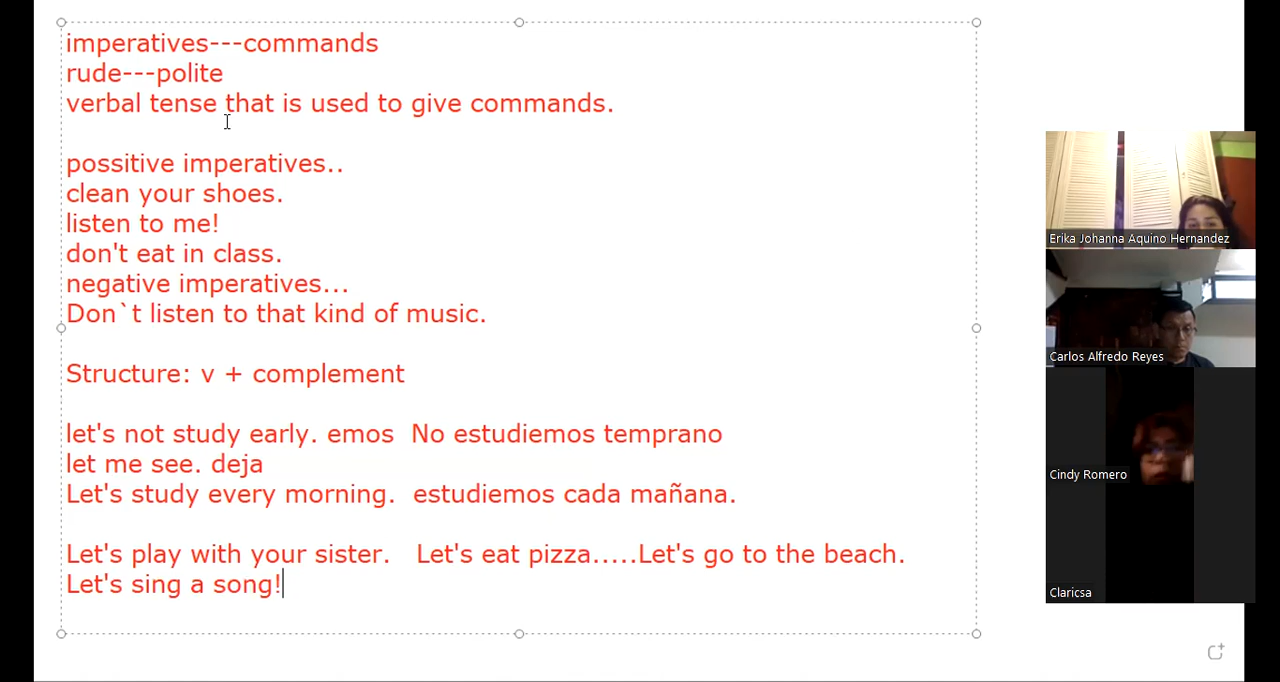 imperatives---commands
rude---polite
verbal tense that is used to give commands.
possitive imperatives..
clean your shoes.
listen to me!
don't eat in class.
negative imperatives...
Don`t listen to that kind of music.
Structure: v + complement
let's not study early. emos  No estudiemos temprano
let me see. deja
Let's study every morning.  estudiemos cada mañana.
Let's play with your sister.   Let's eat pizza.....Let's go to the beach.
Let's sing a song!
Erika Johanna Aquino Hernandez
Carlos Alfredo Reyes
Cindy Romero
Claricsa